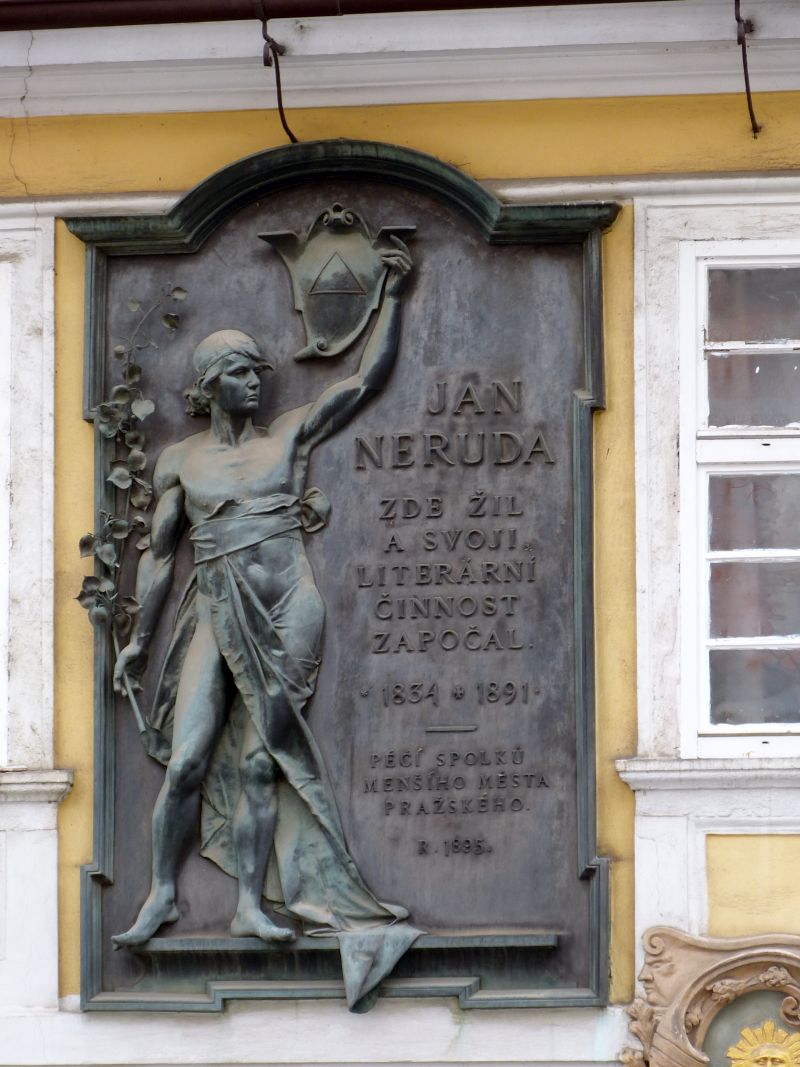 JAN
NERUDA
ZDE ŽIL
A SVOJI
LITERÁRNÍ
ČINNOST
ZAPOČAL.
*1834 * 1891*
PÉČÍ SPOLKŮ
MENŠÍHO MĚSTA
PRAŽSKÉHO.
R.1895.